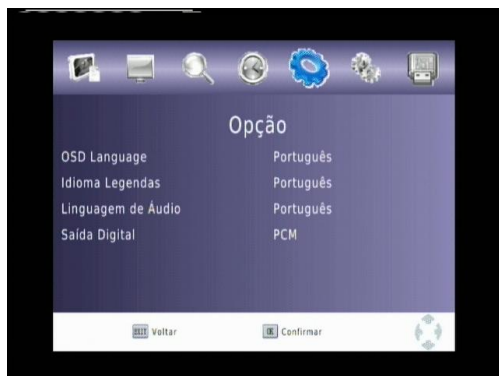 Opção
OSD Language Português
Idioma Legendas Português
Linguagem de Áudio Português
Saída Digital PCM
EXIT Voltar OK Confirmar